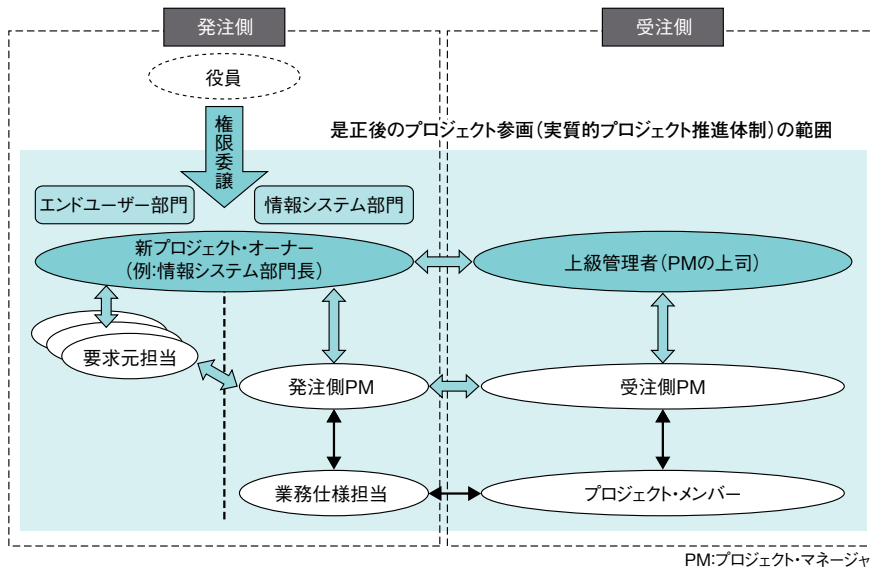 発注側
受注側
役員
権限委譲
是正後のプロジェクト参画(実質的プロジェクト推進体制)の範囲
エンドユーザー部門
情報システム部門
新プロジェクト・オーナー
(例:情報システム部門長)
上級管理者(PMの上司)
要求元担当
発注側PM
受注側PM
業務仕様担当
プロジェクト・メンバー
PM:プロジェクト・マネージャ